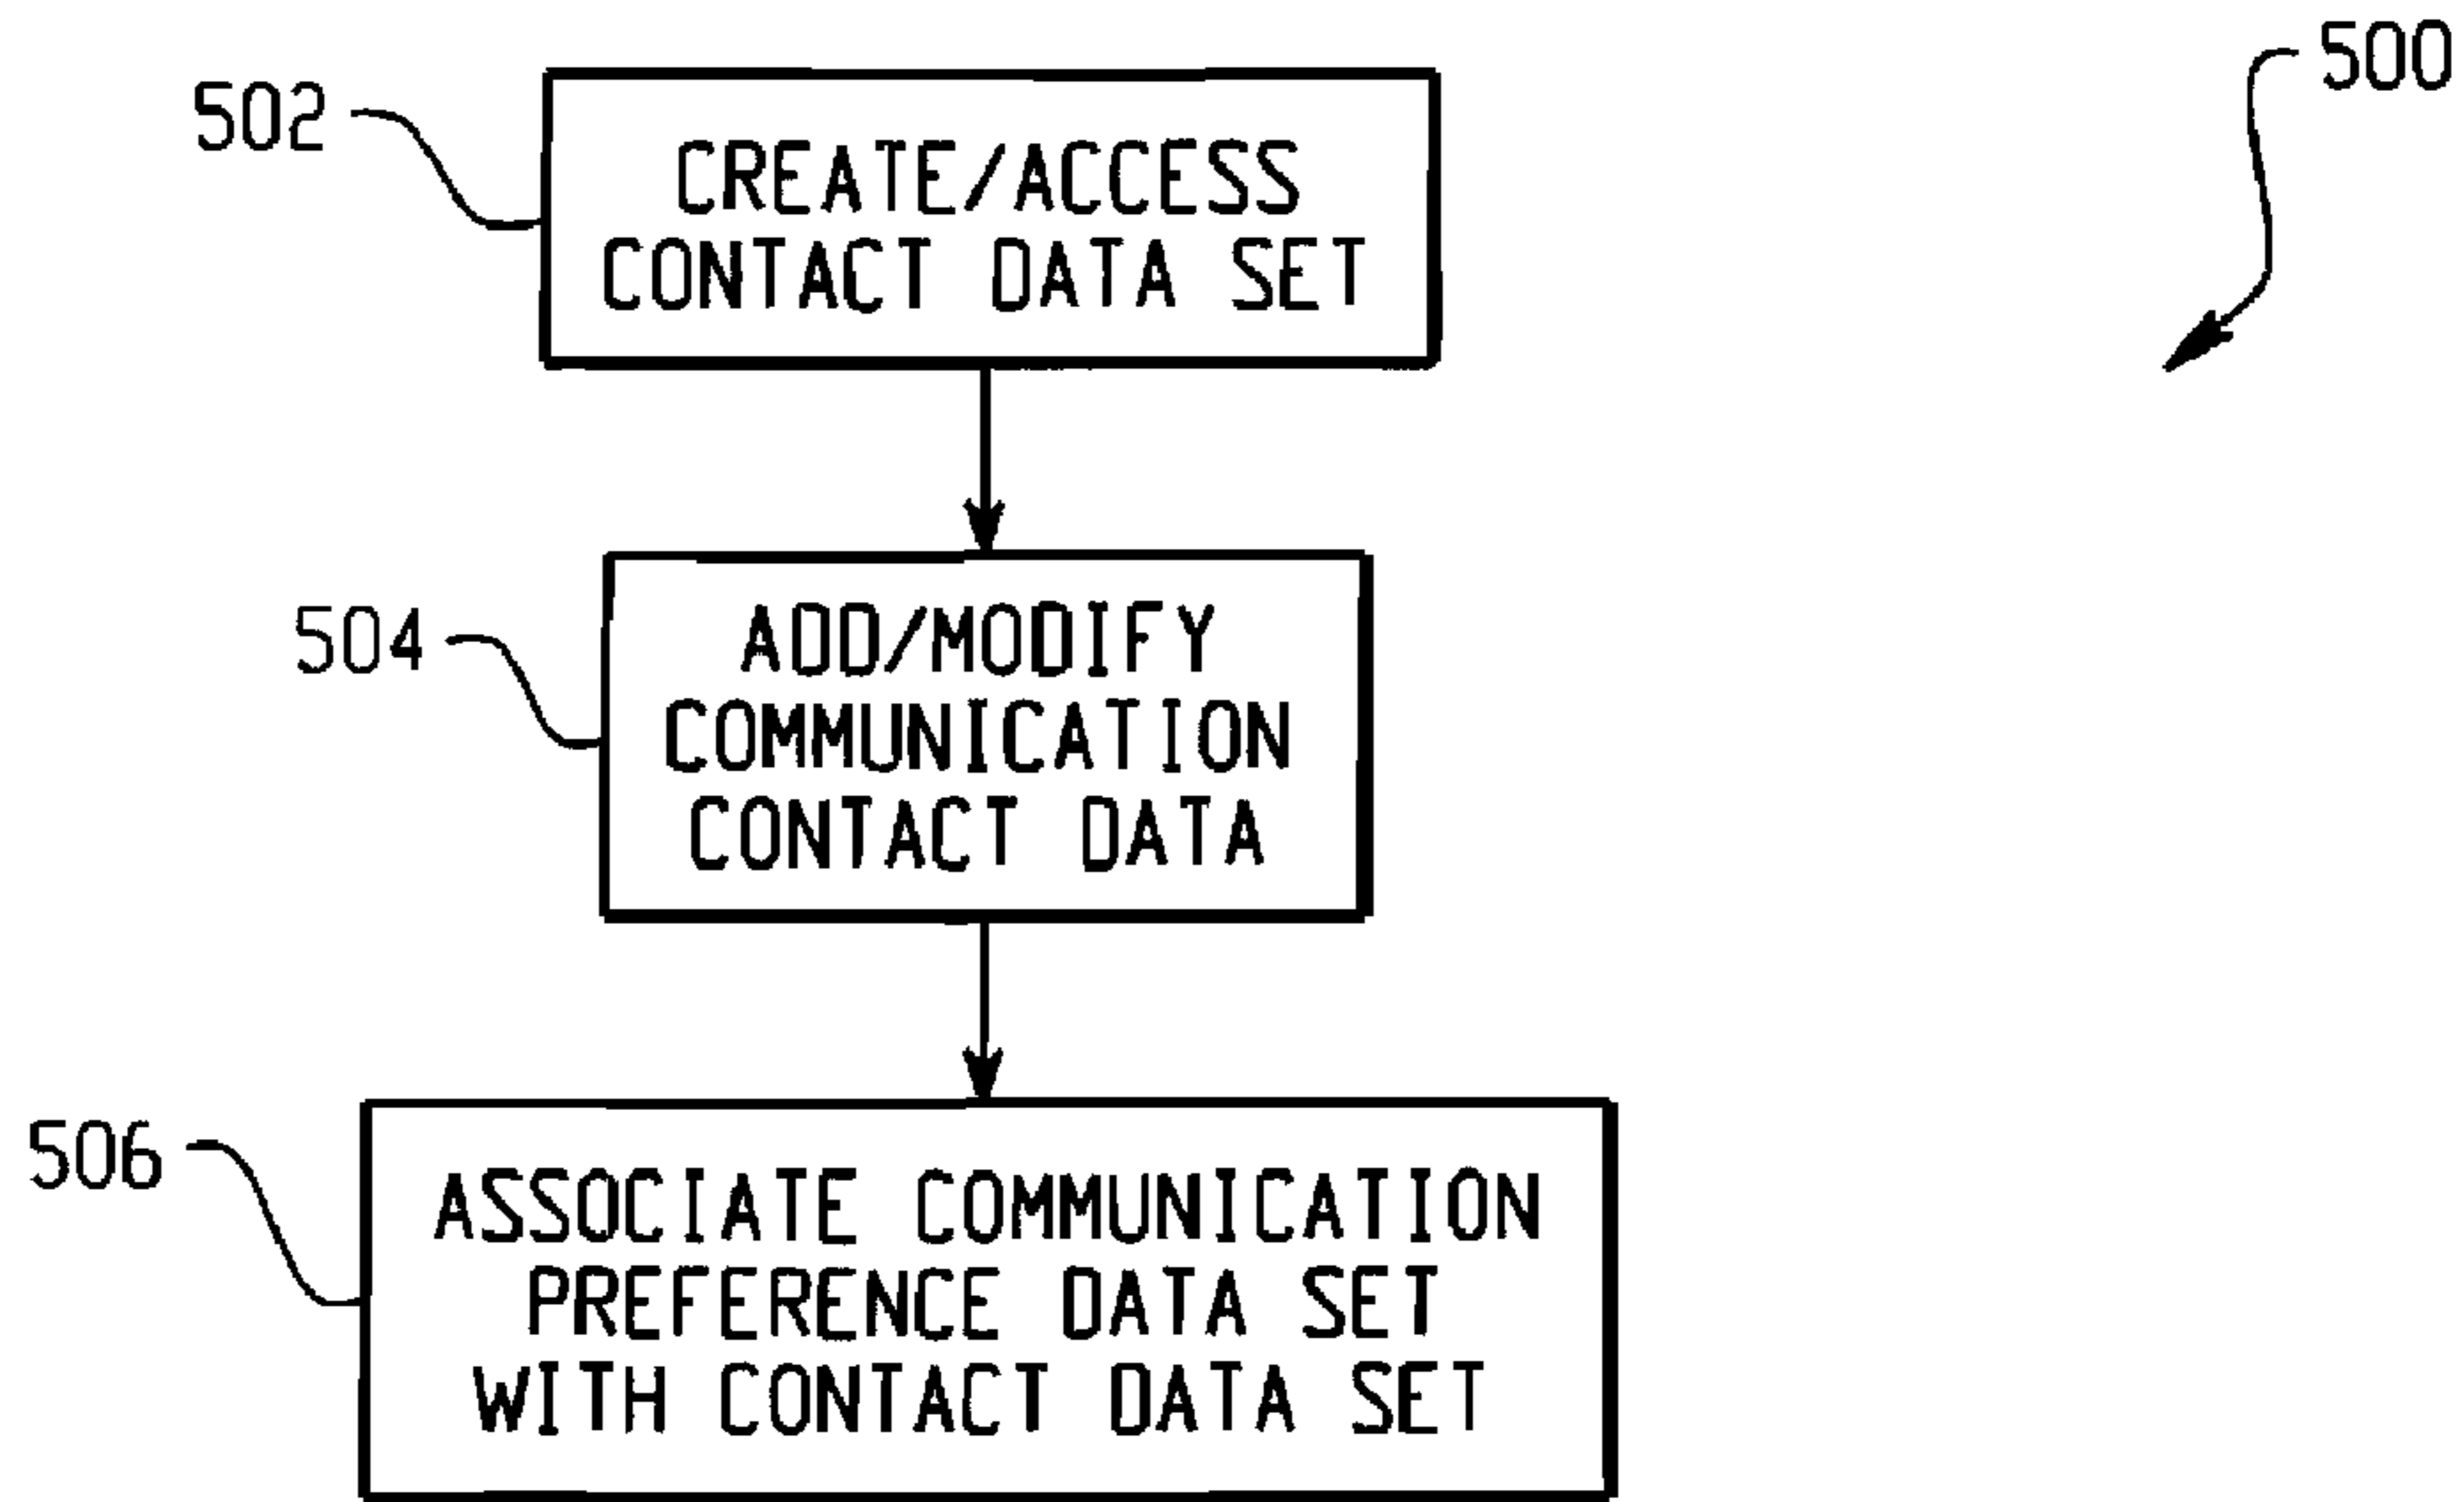 500
502
CREATE/ACCESS
CONTACT DATA SET
504
ADD/MODIFY
COMMUNICATION
CONTACT DATA
506
ASSOCIATE COMMUNICATION
PREFERENCE DATA SET
WITH CONTACT DATA SET